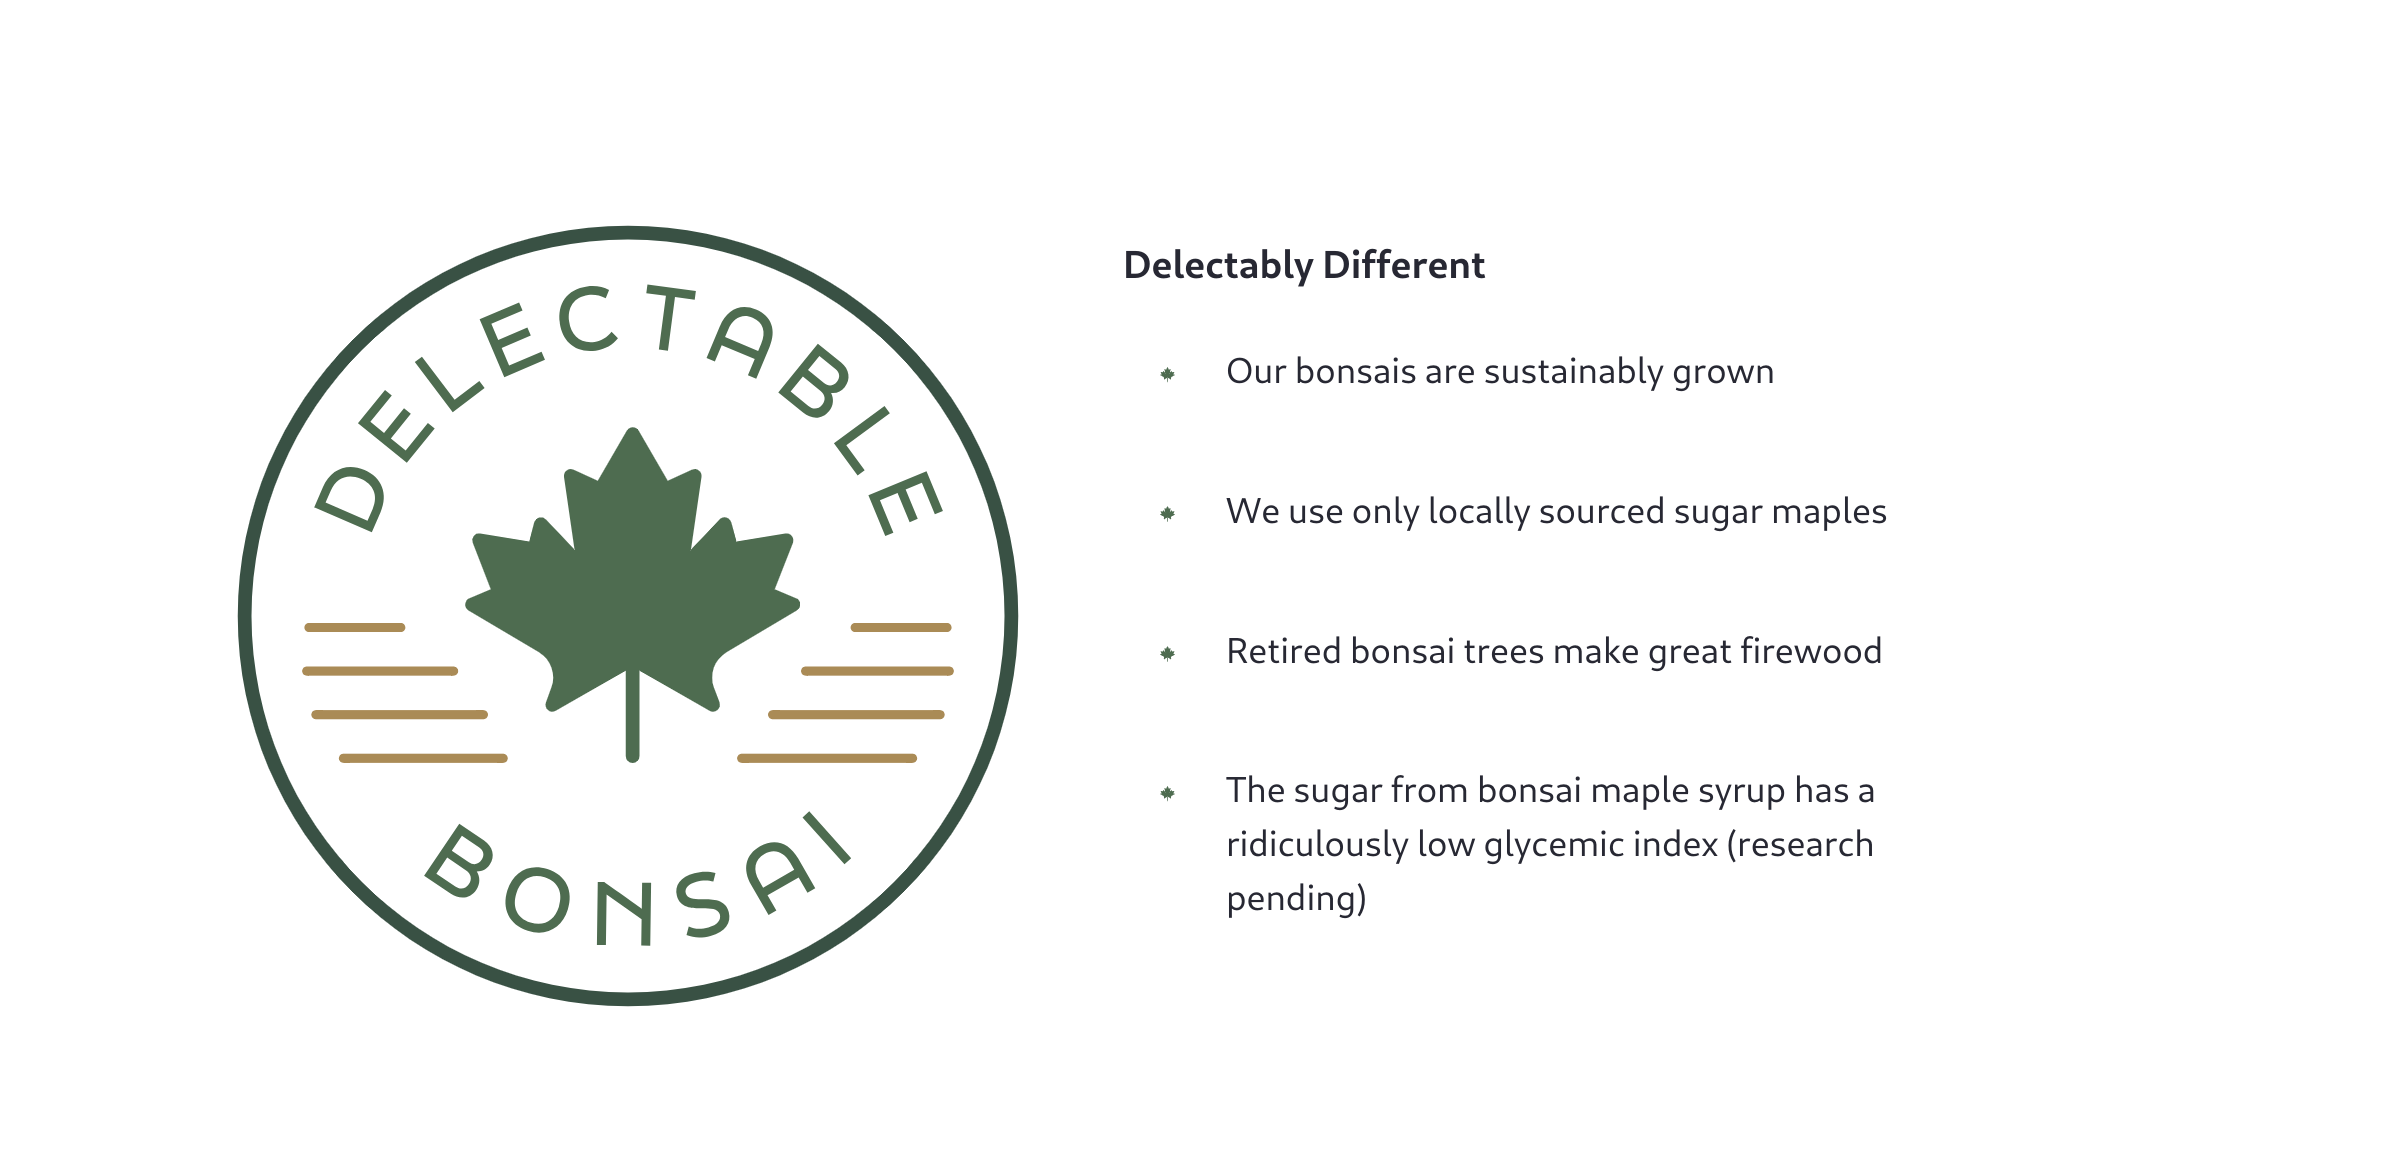 DELECTABLE
BONSAI
Delectably Different
Our bonsais are sustainably grown
We use only locally sourced sugar maples
Retired bonsai trees make great firewood
The sugar from bonsai maple syrup has a
ridiculously low glycemic index (research
pending)